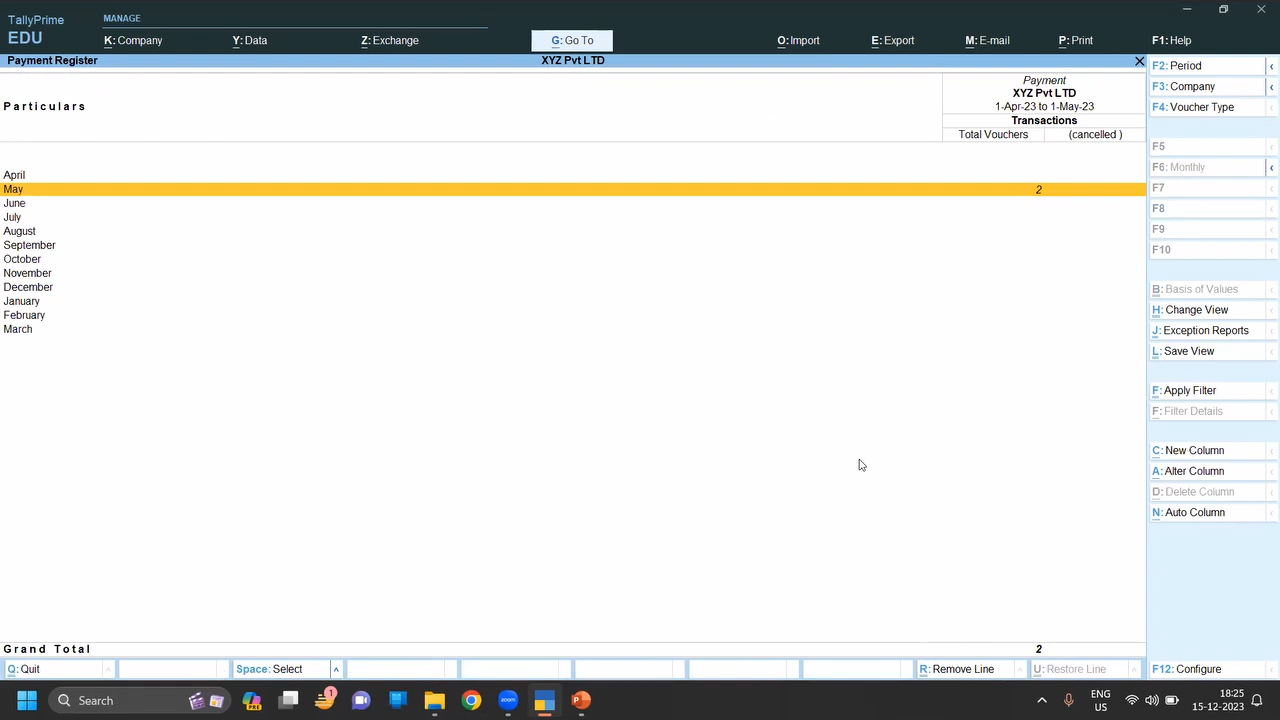 TallyPrime
EDU
MANAGE
K: Company
Y: Data
Z: Exchange
G: Go To
O: Import
E: Export
M: E-mail
P: Print
F1: Help
Payment Register
XYZ Pvt LTD
Particulars
Payment
XYZ Pvt LTD
1-Apr-23 to 1-May-23
Transactions
Total Vouchers
(cancelled )
April
May 2
June
July
August
September
October
November
December
January
February
March
Grand Total 2
F2: Period
F3: Company
F4: Voucher Type
F5
F6: Monthly
F7
F8
F9
F10
B: Basis of Values
H: Change View
J: Exception Reports
L: Save View
F: Apply Filter
F: Filter Details
C: New Column
A: Alter Column
D: Delete Column
N: Auto Column
Q: Quit
Space: Select
R: Remove Line
U: Restore Line
F12: Configure
Search
PRE
1
zoom
ENG
US
18:25
15-12-2023